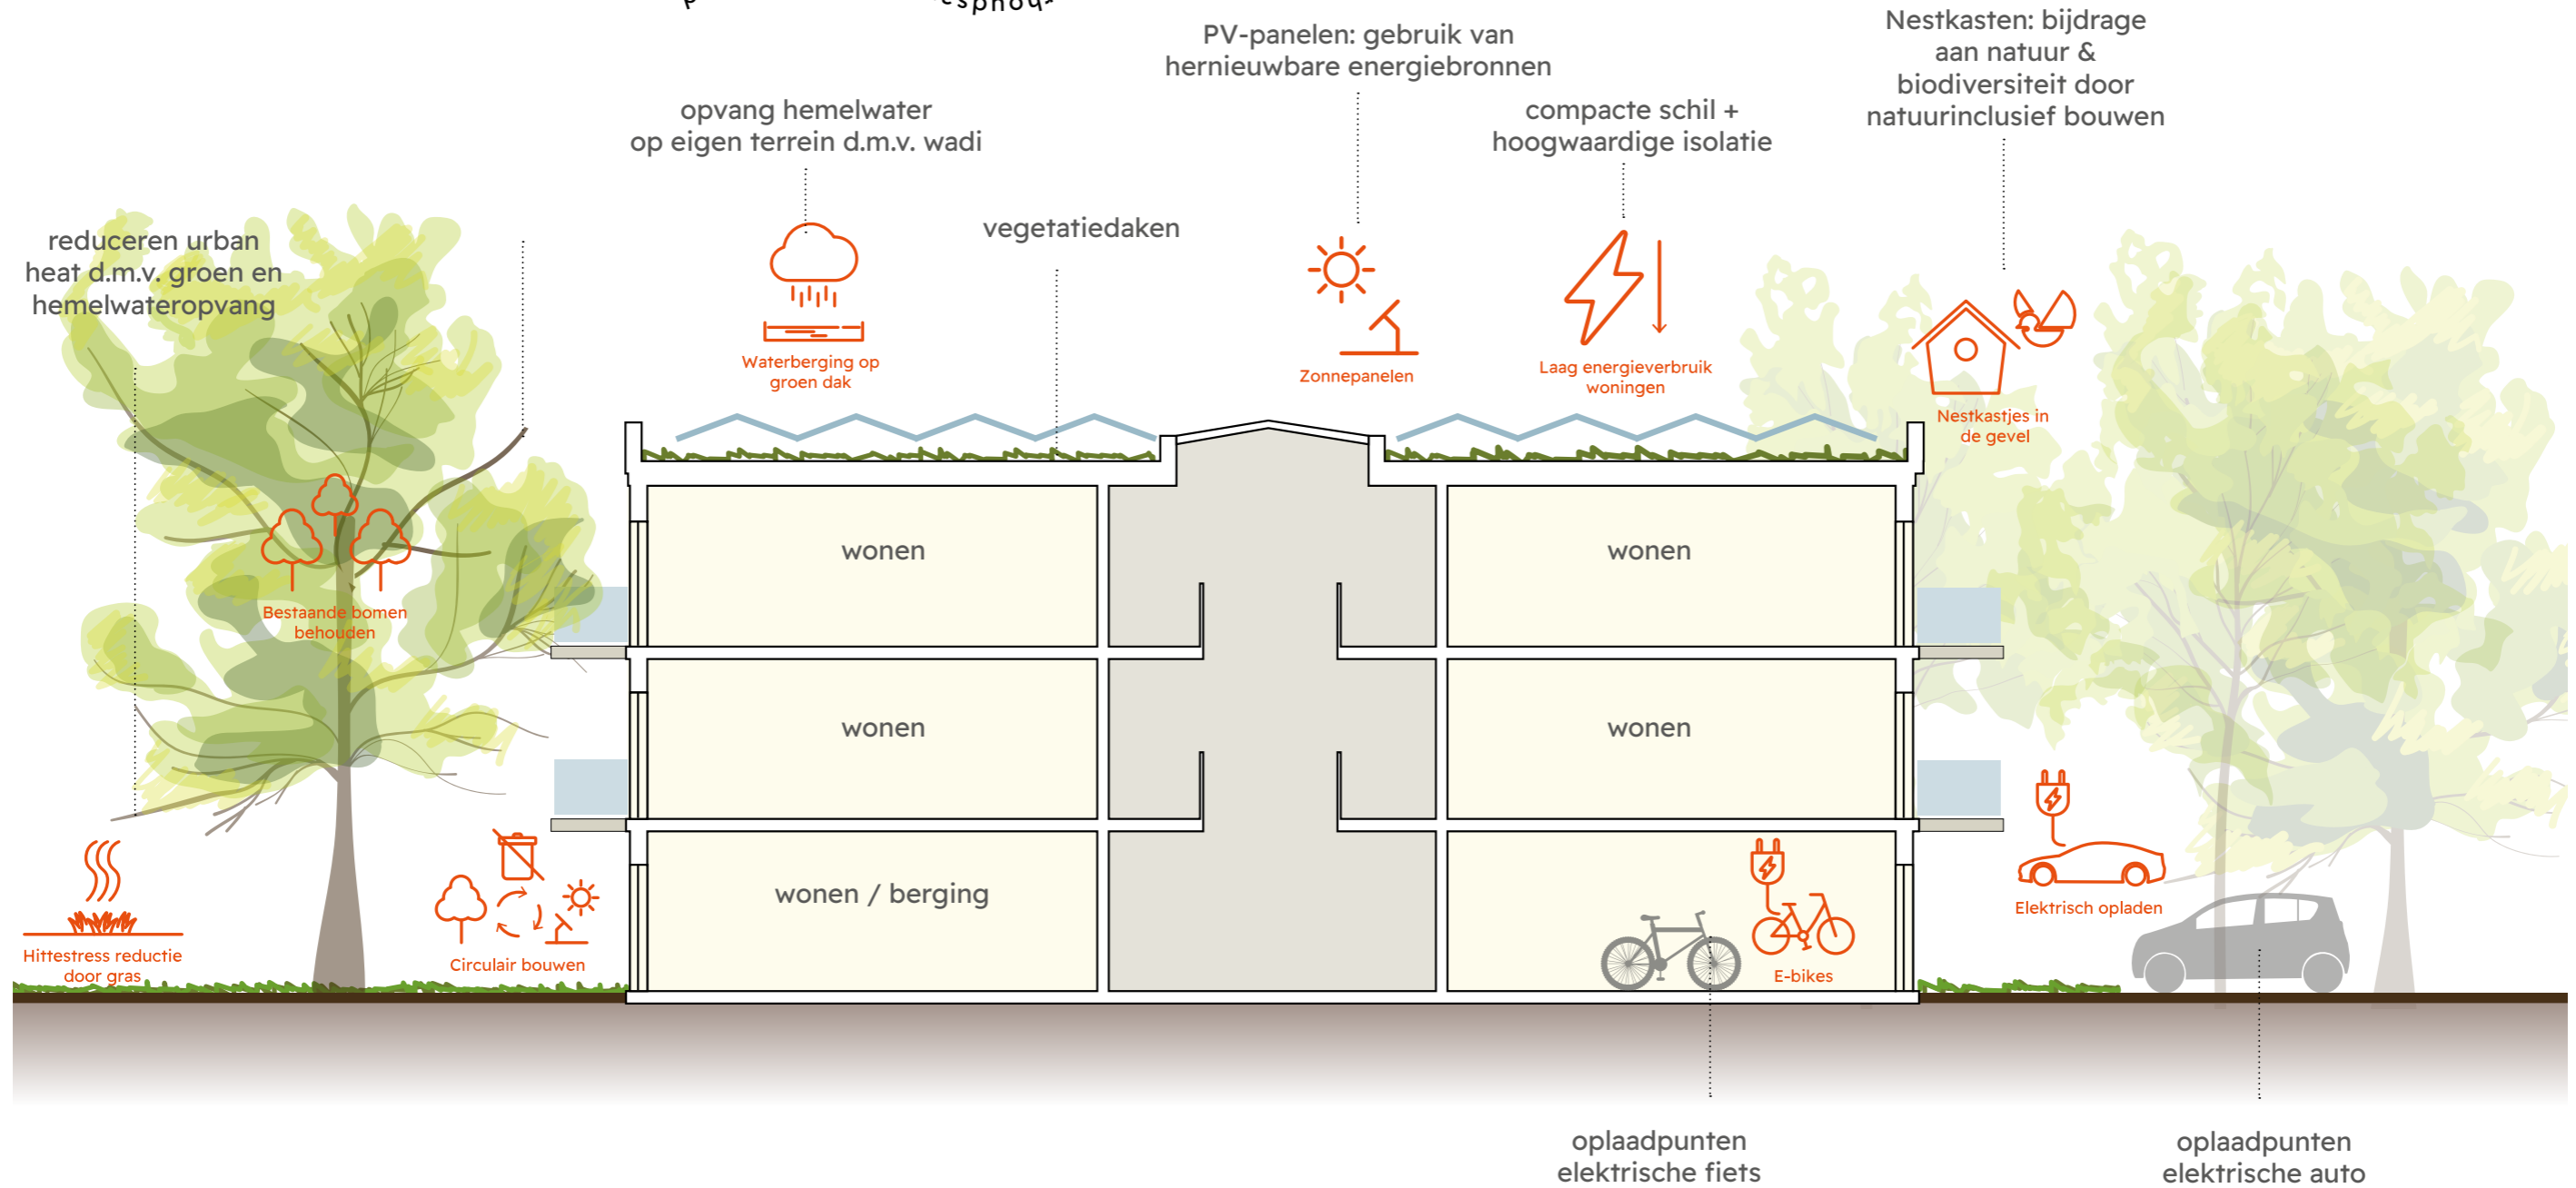 PV-panelen: gebruik van
hernieuwbare energiebronnen
Nestkasten: bijdrage
aan natuur &
biodiversiteit door
natuurinclusief bouwen
opvang hemelwater
op eigen terrein d.m.v. wadi
compacte schil +
hoogwaardige isolatie
reduceren urban
heat d.m.v. groen en
hemelwateropvang
vegetatiedaken
Waterberging op
groen dak
Zonnepanelen
Laag energieverbruik
woningen
Nestkastjes in
de gevel
wonen
wonen
Bestaande bomen
behouden
wonen
wonen
wonen / berging
Hittestress reductie
door gras
Circulair bouwen
E-bikes
Elektrisch opladen
oplaadpunten
elektrische fiets
oplaadpunten
elektrische auto